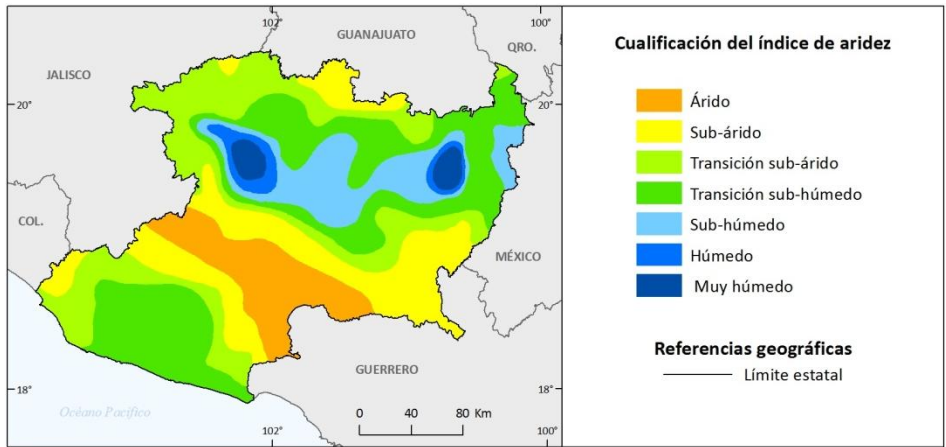 102°
100°
GUANAJUATO
QRO.
JALISCO
20°
20°
COL.
MÉXICO
GUERRERO
18°
18°
Océano Pacífico
0 40 80 Km
102°
100°
Cualificación del índice de aridez
Árido
Sub-árido
Transición sub-árido
Transición sub-húmedo
Sub-húmedo
Húmedo
Muy húmedo
Referencias geográficas
Límite estatal